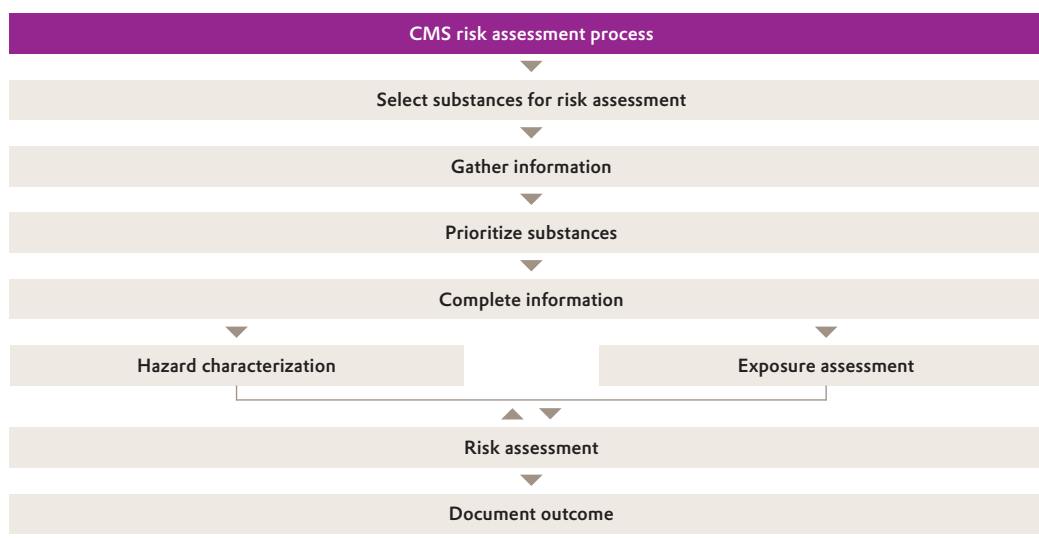 CMS risk assessment process
Select substances for risk assessment
Gather information
Prioritize substances
Complete information
Hazard characterization
Exposure assessment
Risk assessment
Document outcome